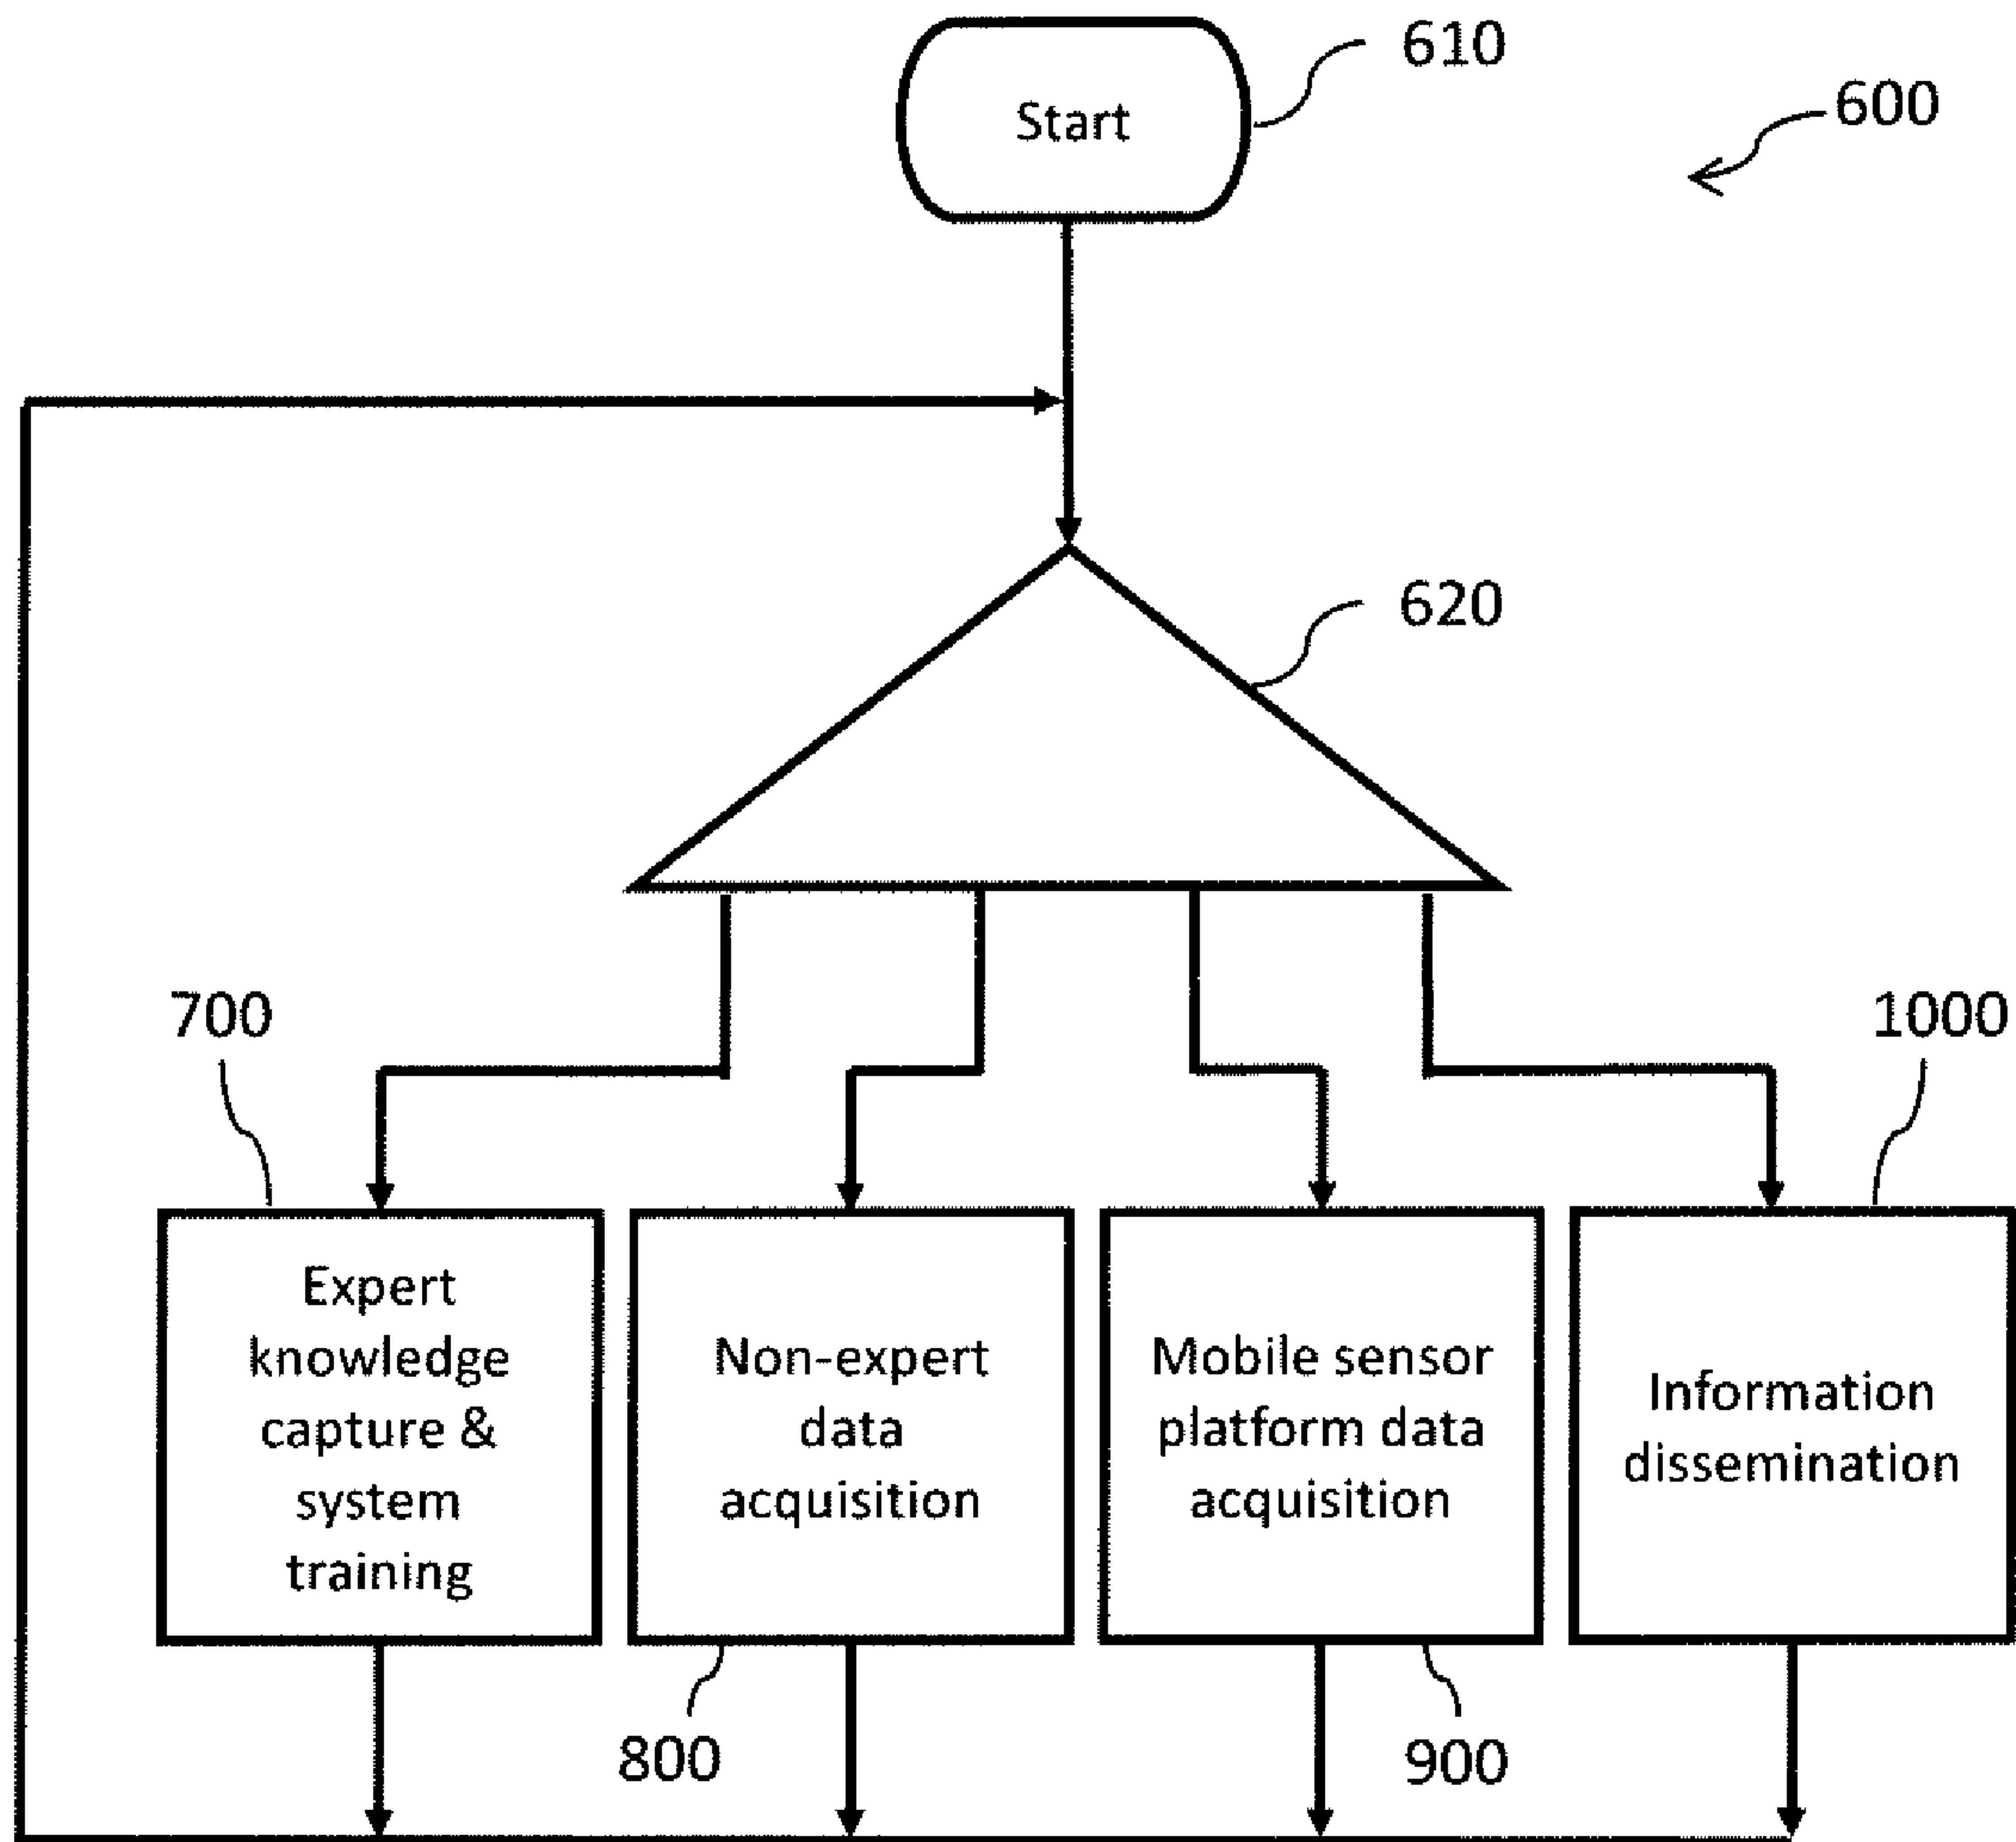 610
Start
600
620
700
1000
Expert
knowledge
capture &
system
training
Non-expert
data
acquisition
Mobile sensor
platform data
acquisition
Information
dissemination
800
900